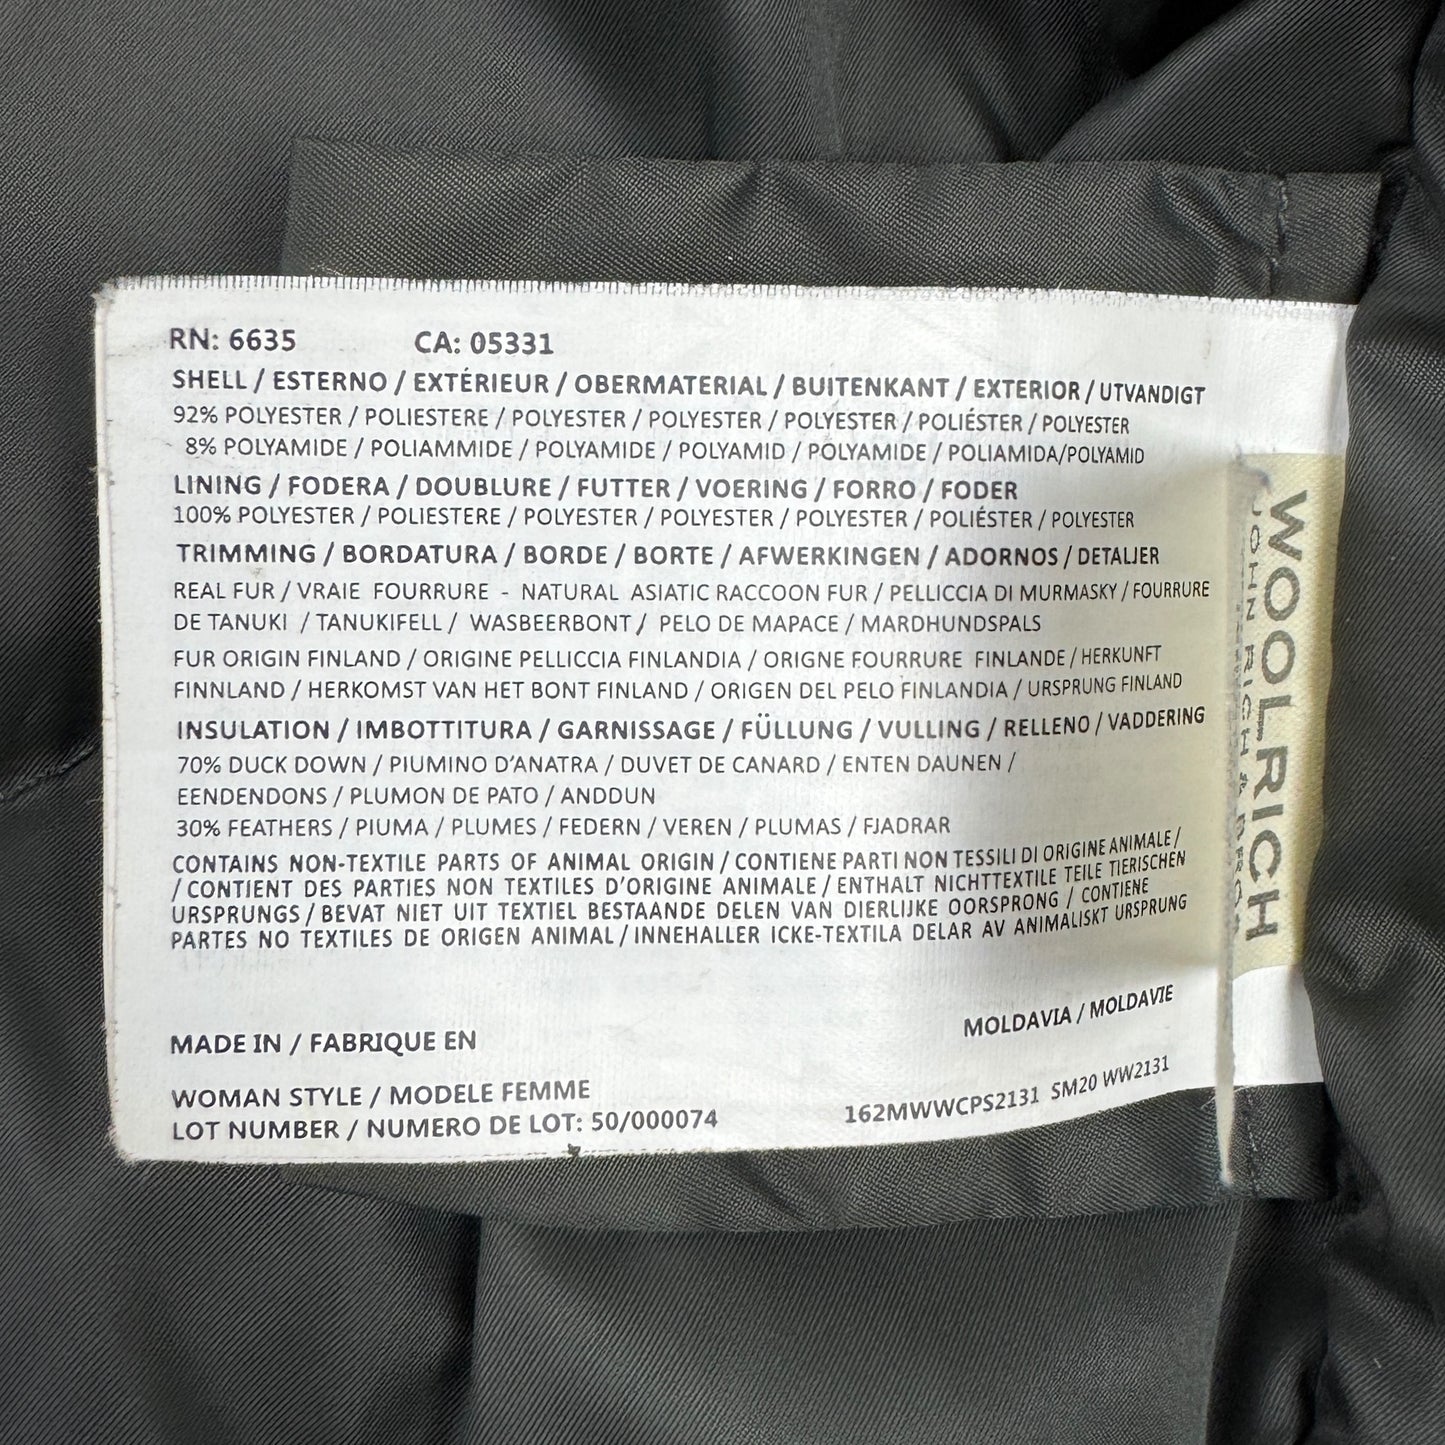 RN: 6635 CA: 05331
SHELL / ESTERNO / EXTÉRIEUR / OBERMATERIAL / BUITENKANT / EXTERIOR / UTVANDIGT
92% POLYESTER / POLIESTERE / POLYESTER / POLYESTER / POLYESTER / POLIÉSTER / POLYESTER
8% POLYAMIDE / POLIAMMIDE / POLYAMIDE / POLYAMID / POLYAMIDE / POLIAMIDA/POLYAMID
LINING / FODERA / DOUBLURE / FUTTER / VOERING / FORRO / FODER
100% POLYESTER / POLIESTERE / POLYESTER / POLYESTER / POLYESTER / POLIÉSTER / POLYESTER
TRIMMING / BORDATURA / BORDE / BORTE / AFWERKINGEN / ADORNOS / DETALJER
REAL FUR / VRAIE FOURRURE - NATURAL ASIATIC RACCOON FUR / PELLICCIA DI MURMASKY / FOURRURE
DE TANUKI / TANUKIFELL / WASBEERBONT / PELO DE MAPACE / MARDHUNDSPALS
FUR ORIGIN FINLAND / ORIGINE PELLICCIA FINLANDIA / ORIGNE FOURRURE FINLANDE / HERKUNFT
FINNLAND / HERKOMST VAN HET BONT FINLAND / ORIGEN DEL PELO FINLANDIA / URSPRUNG FINLAND
INSULATION / IMBOTTITURA / GARNISSAGE / FÜLLUNG / VULLING / RELLENO / VADDERING
70% DUCK DOWN / PIUMINO D'ANATRA / DUVET DE CANARD / ENTEN DAUNEN /
EENDENDONS / PLUMON DE PATO / ANDDUN
30% FEATHERS / PIUMA / PLUMES / FEDERN / VEREN / PLUMAS / FJADRAR
CONTAINS NON-TEXTILE PARTS OF ANIMAL ORIGIN / CONTIENE PARTI NON TESSILI DI ORIGINE ANIMALE /
/ CONTIENT DES PARTIES NON TEXTILES D'ORIGINE ANIMALE / ENTHALT NICHTTEXTILE TEILE TIERISCHEN
URSPRUNGS / BEVAT NIET UIT TEXTIEL BESTAANDE DELEN VAN DIERLIJKE OORSPRONG / CONTIENE
PARTES NO TEXTILES DE ORIGEN ANIMAL / INNEHALLER ICKE-TEXTILA DELAR AV ANIMALISKT URSPRUNG
MADE IN / FABRIQUE EN MOLDAVIA / MOLDAVIE
WOMAN STYLE / MODELE FEMME 162MWWCPS2131 SM20 WW2131
LOT NUMBER / NUMERO DE LOT: 50/000074
WOOLRICH
JOHN RICH & BROS